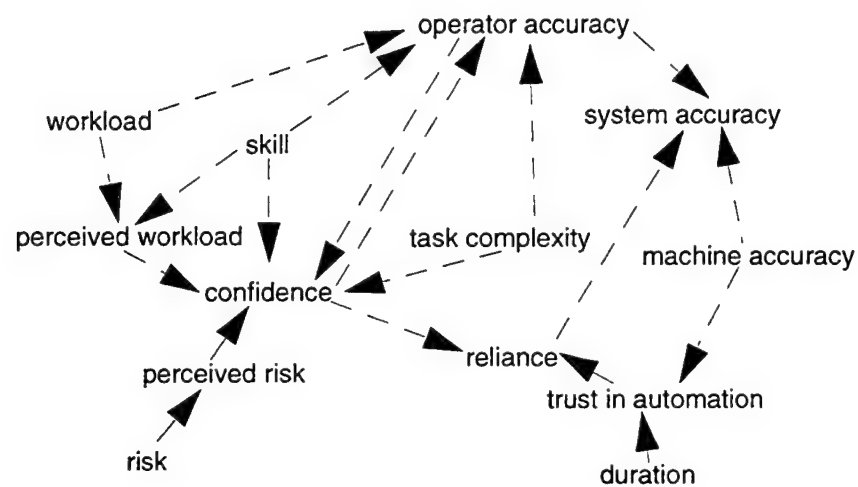 operator accuracy
workload
system accuracy
skill
perceived workload
task complexity
machine accuracy
confidence
reliance
perceived risk
trust in automation
risk
duration